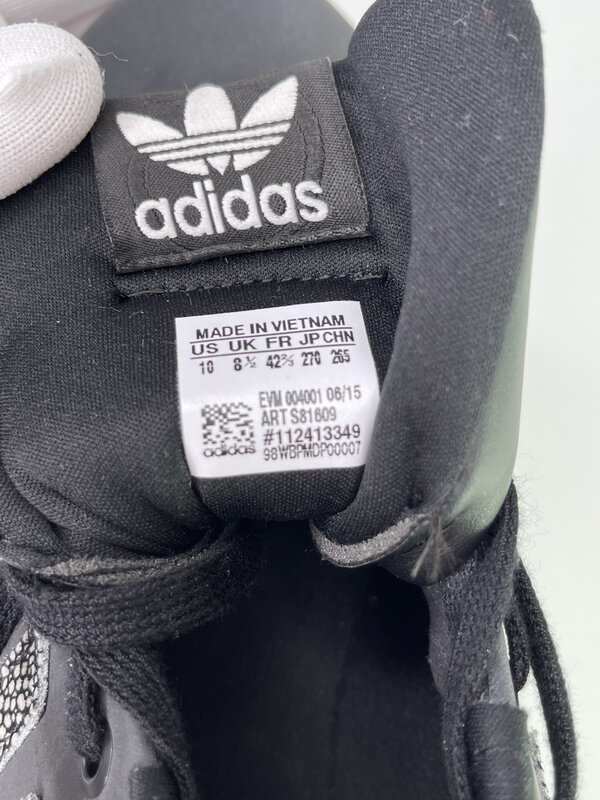 adidas
MADE IN VIETNAM
US UK FR JP CHN
10 8½ 42⅔ 270 265
EVM 004001 06/15
ART S81609
#112413349
adidas 98WBPMDP00007